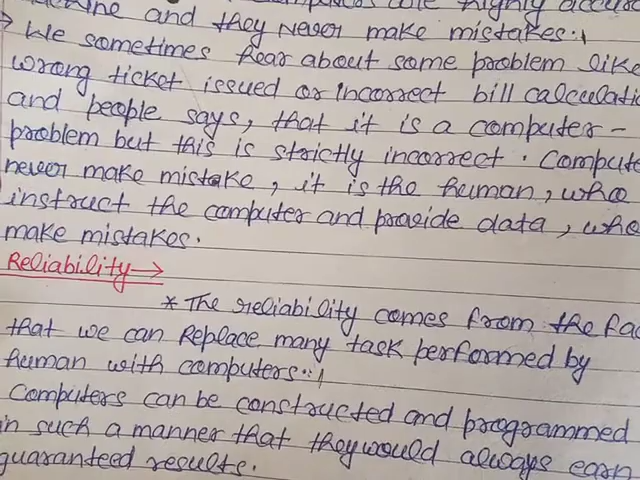 and they Never make mistakes.
→ We sometimes hear about some problem like
wrong ticket issued or incorrect bill
and people says, that it is a computer -
problem but this is strictly incorrect.
never make mistake, it is the human, who
instruct the computer and provide data, who
make mistakes.
Reliability→
* The reliability comes from the
that we can Replace many task performed by
human with computers.
Computers can be constructed and programmed
in such a manner that they would always earn
guaranteed results.